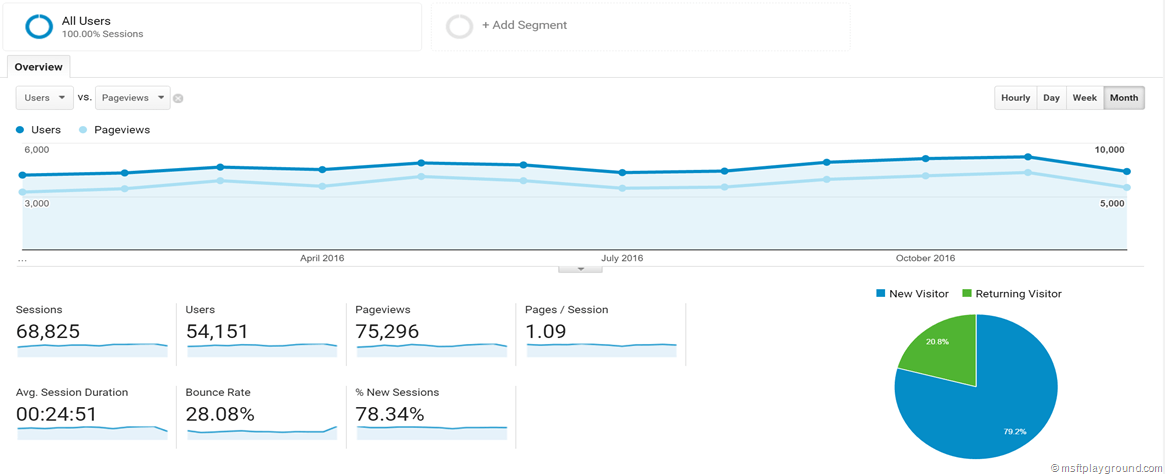 All Users
100.00% Sessions
+ Add Segment
Overview
Users vs. Pageviews
Hourly Day Week Month
Users Pageviews
6,000 10,000
3,000 5,000
... April 2016 July 2016 October 2016
New Visitor Returning Visitor
Sessions Users Pageviews Pages / Session
68,825 54,151 75,296 1.09
20.8%
Avg. Session Duration Bounce Rate % New Sessions
00:24:51 28.08% 78.34%
79.2%
© msftplayground.com